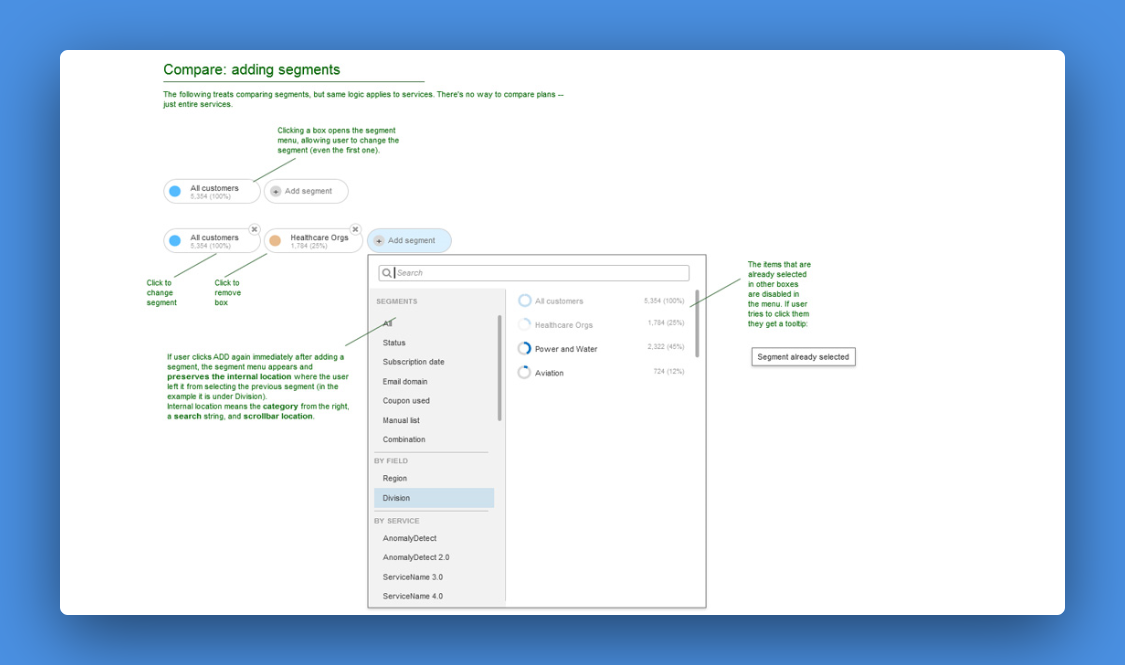 Compare: adding segments
The following treats comparing segments, but same logic applies to services. There's no way to compare plans --
just entire services.
Clicking a box opens the segment
menu, allowing user to change the
segment (even the first one).
All customers
5,354 (100%)
+ Add segment
All customers
5,354 (100%)
Healthcare Orgs
1,784 (25%)
+ Add segment
Click to
change
segment
Click to
remove
box
If user clicks ADD again immediately after adding a
segment, the segment menu appears and
preserves the internal location where the user
left it from selecting the previous segment (in the
example it is under Division).
Internal location means the category from the right,
a search string, and scrollbar location.
Search
SEGMENTS
All
Status
Subscription date
Email domain
Coupon used
Manual list
Combination
BY FIELD
Region
Division
BY SERVICE
AnomalyDetect
AnomalyDetect 2.0
ServiceName 3.0
ServiceName 4.0
All customers 5,354 (100%)
Healthcare Orgs 1,784 (25%)
Power and Water 2,322 (45%)
Aviation 724 (12%)
The items that are
already selected
in other boxes
are disabled in
the menu. If user
tries to click them
they get a tooltip:
Segment already selected